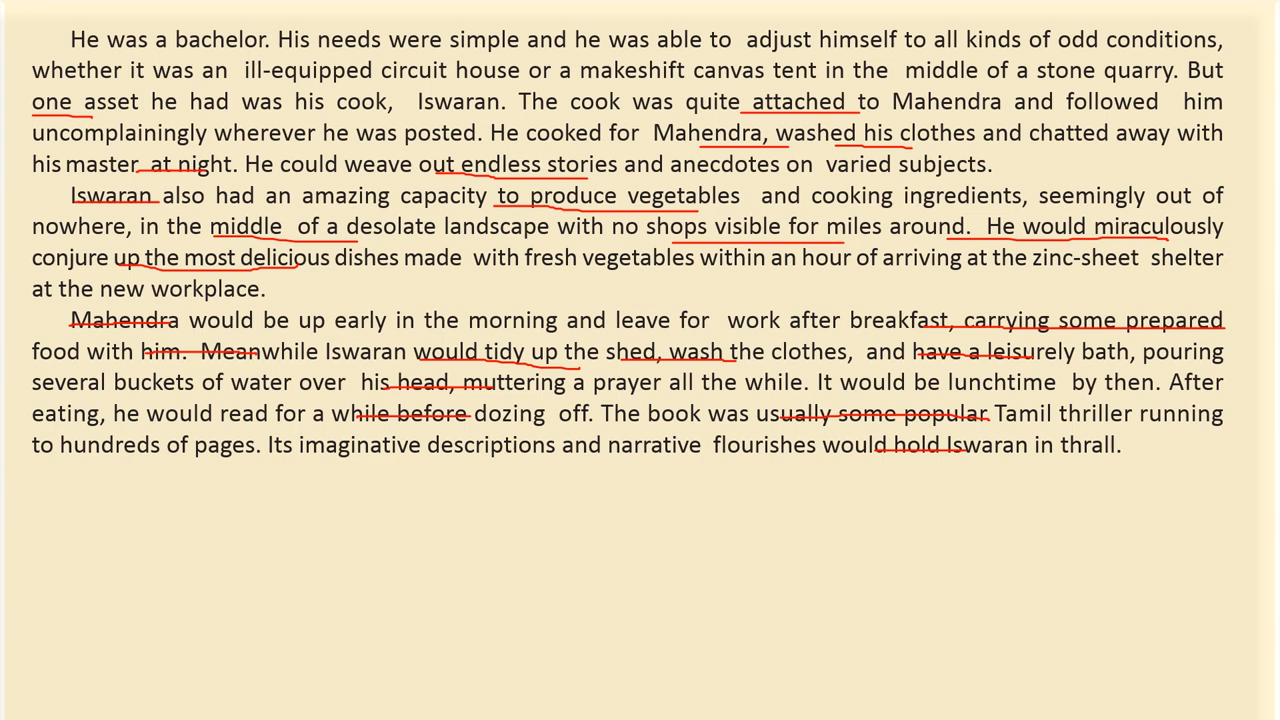 He was a bachelor. His needs were simple and he was able to adjust himself to all kinds of odd conditions,
whether it was an ill-equipped circuit house or a makeshift canvas tent in the middle of a stone quarry. But
one asset he had was his cook, Iswaran. The cook was quite attached to Mahendra and followed him
uncomplainingly wherever he was posted. He cooked for Mahendra, washed his clothes and chatted away with
his master at night. He could weave out endless stories and anecdotes on varied subjects.
Iswaran also had an amazing capacity to produce vegetables and cooking ingredients, seemingly out of
nowhere, in the middle of a desolate landscape with no shops visible for miles around. He would miraculously
conjure up the most delicious dishes made with fresh vegetables within an hour of arriving at the zinc-sheet shelter
at the new workplace.
Mahendra would be up early in the morning and leave for work after breakfast, carrying some prepared
food with him. Meanwhile Iswaran would tidy up the shed, wash the clothes, and have a leisurely bath, pouring
several buckets of water over his head, muttering a prayer all the while. It would be lunchtime by then. After
eating, he would read for a while before dozing off. The book was usually some popular Tamil thriller running
to hundreds of pages. Its imaginative descriptions and narrative flourishes would hold Iswaran in thrall.